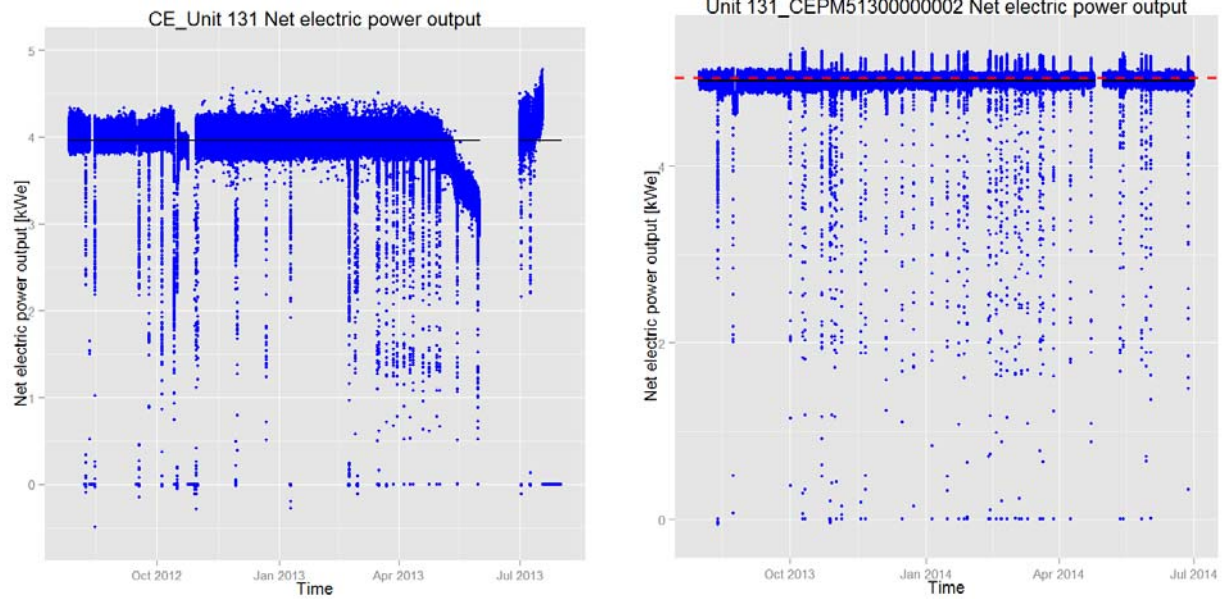 CE_Unit 131 Net electric power output
Net electric power output [kWe]
5
4
3
2
1
0
Oct 2012
Jan 2013
Apr 2013
Jul 2013
Time
Unit 131_CEPM51300000002 Net electric power output
Net electric power output [kWe]
4
2
0
Oct 2013
Jan 2014
Apr 2014
Jul 2014
Time